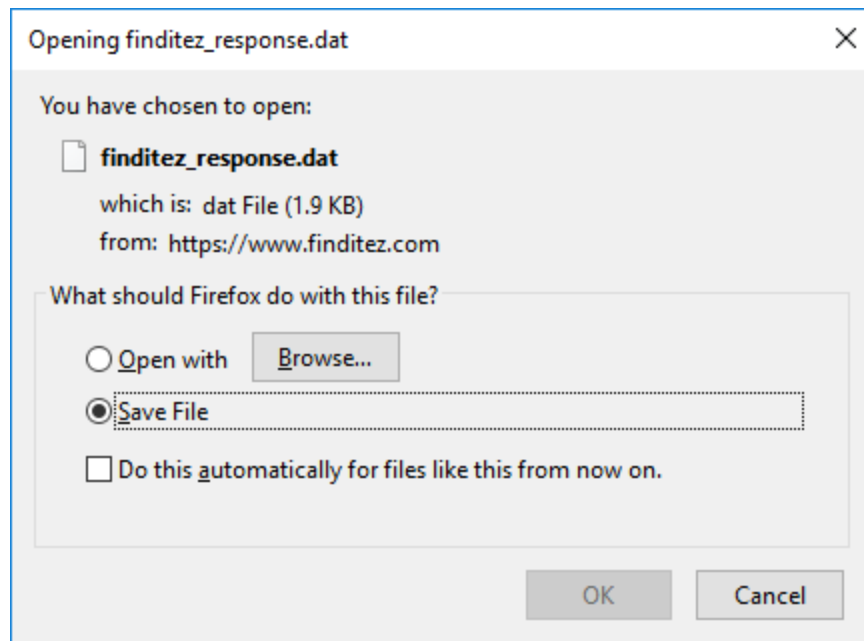 Opening finditez_response.dat
You have chosen to open:
finditez_response.dat
which is: dat File (1.9 KB)
from: https://www.finditez.com
What should Firefox do with this file?
Open with Browse...
Save File
Do this automatically for files like this from now on.
OK Cancel